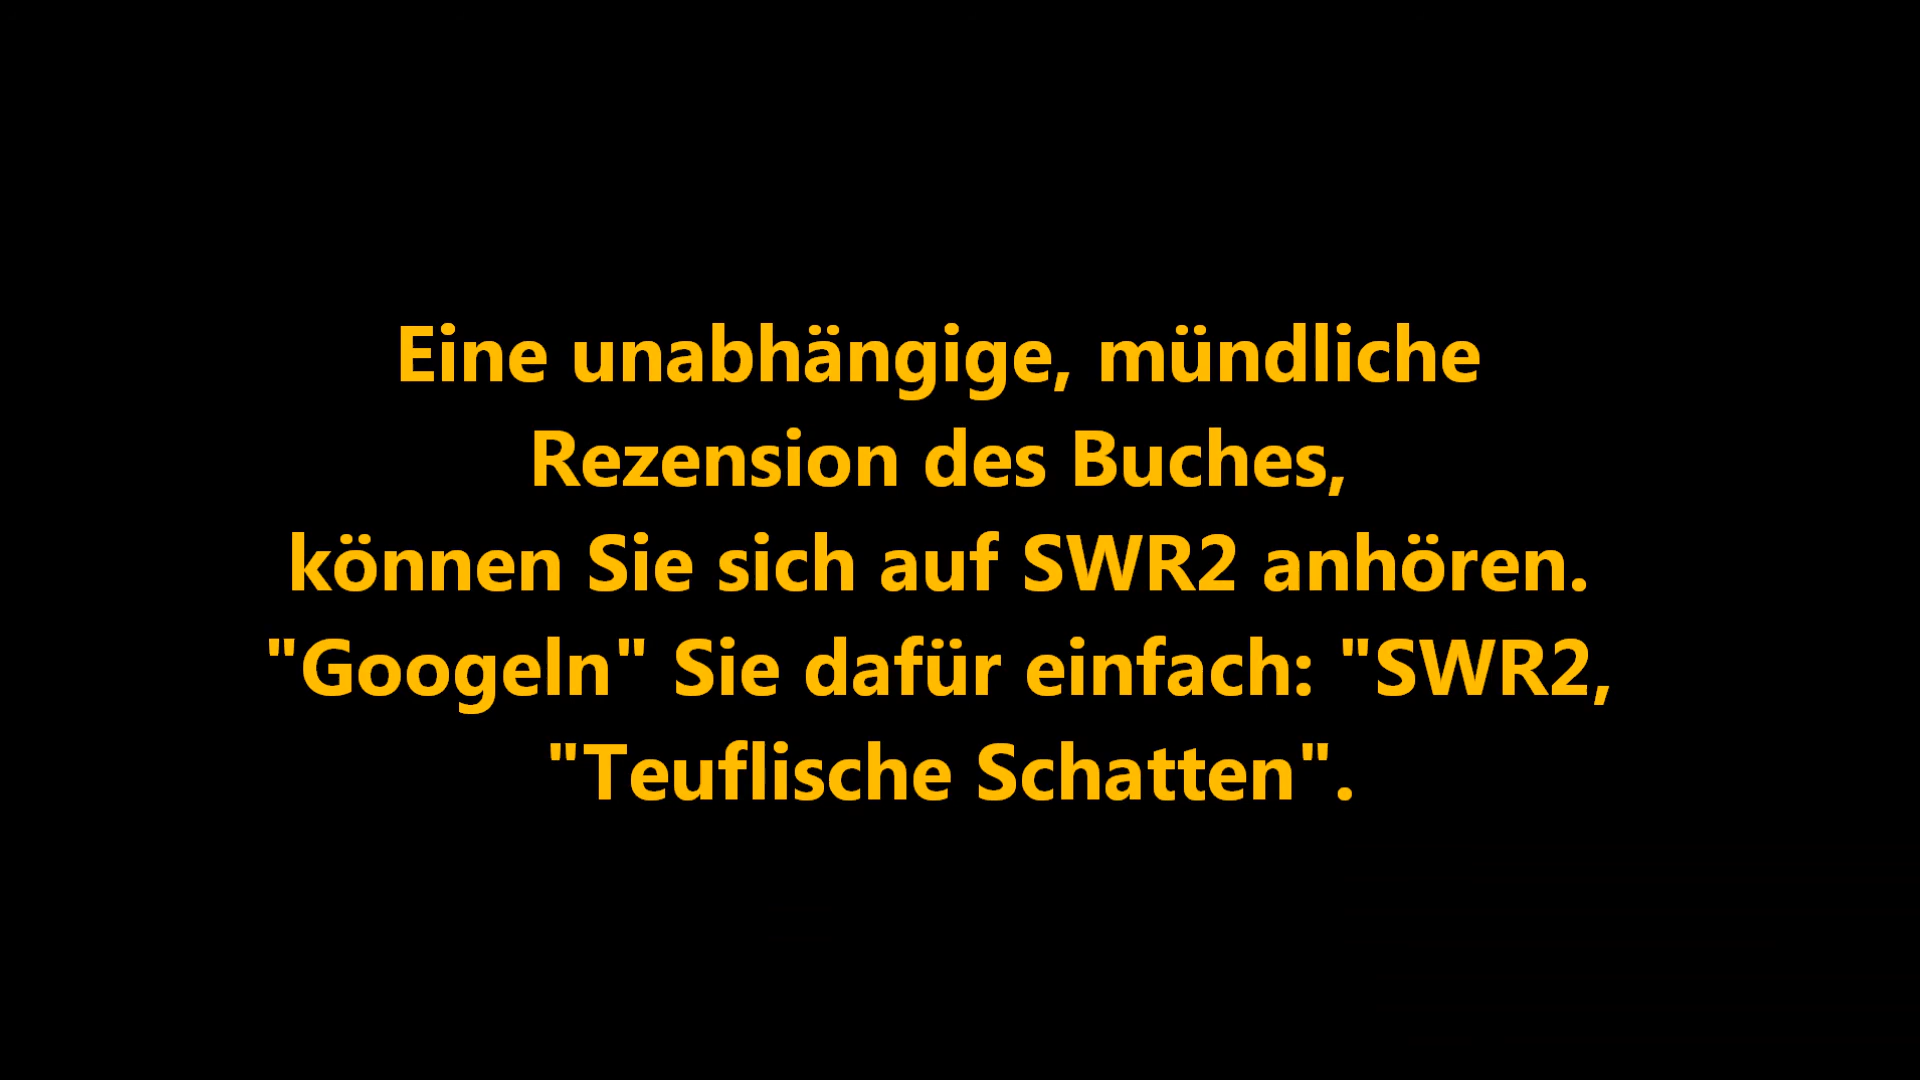 Eine unabhängige, mündliche
Rezension des Buches,
können Sie sich auf SWR2 anhören.
"Googeln" Sie dafür einfach: "SWR2,
"Teuflische Schatten".